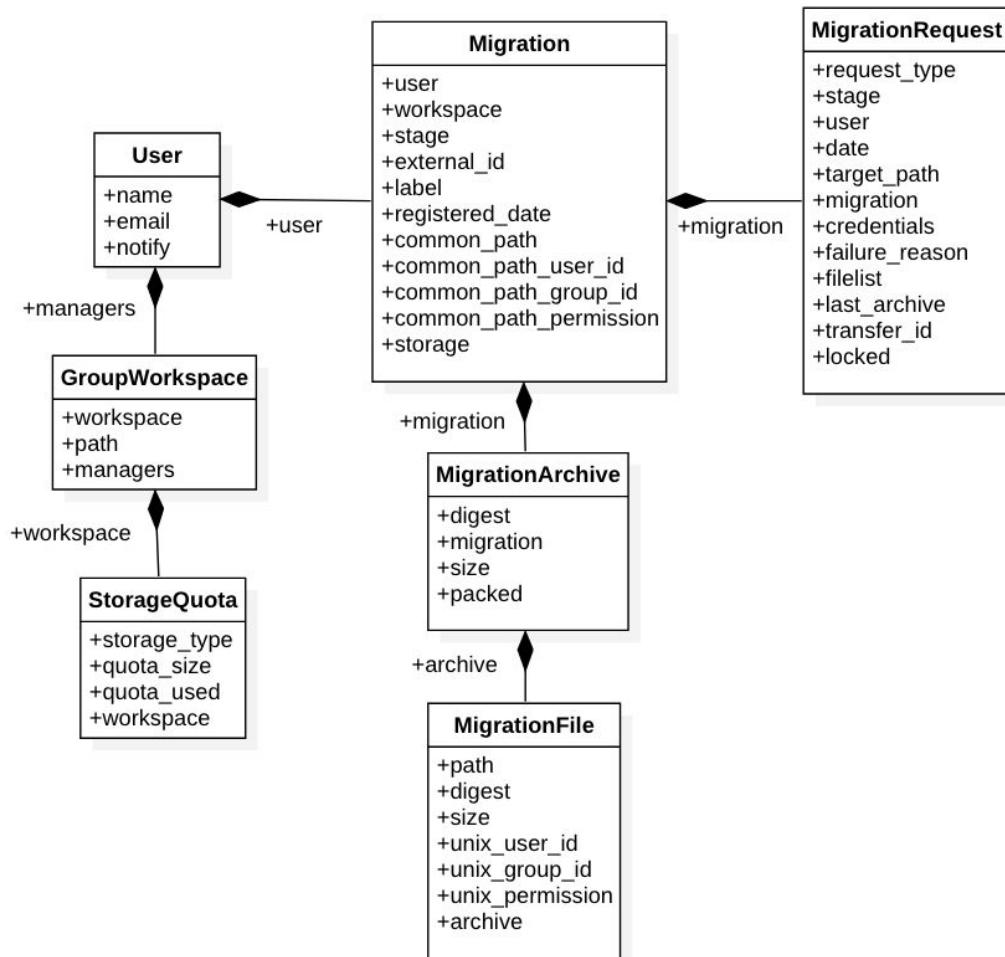 Migration
+user
+workspace
+stage
+external_id
+label
+registered_date
+common_path
+common_path_user_id
+common_path_group_id
+common_path_permission
+storage
MigrationRequest
+request_type
+stage
+user
+date
+target_path
+migration
+credentials
+failure_reason
+filelist
+last_archive
+transfer_id
+locked
User
+name
+email
+notify
+user
+migration
+managers
GroupWorkspace
+workspace
+path
+managers
+workspace
StorageQuota
+storage_type
+quota_size
+quota_used
+workspace
+migration
MigrationArchive
+digest
+migration
+size
+packed
+archive
MigrationFile
+path
+digest
+size
+unix_user_id
+unix_group_id
+unix_permission
+archive